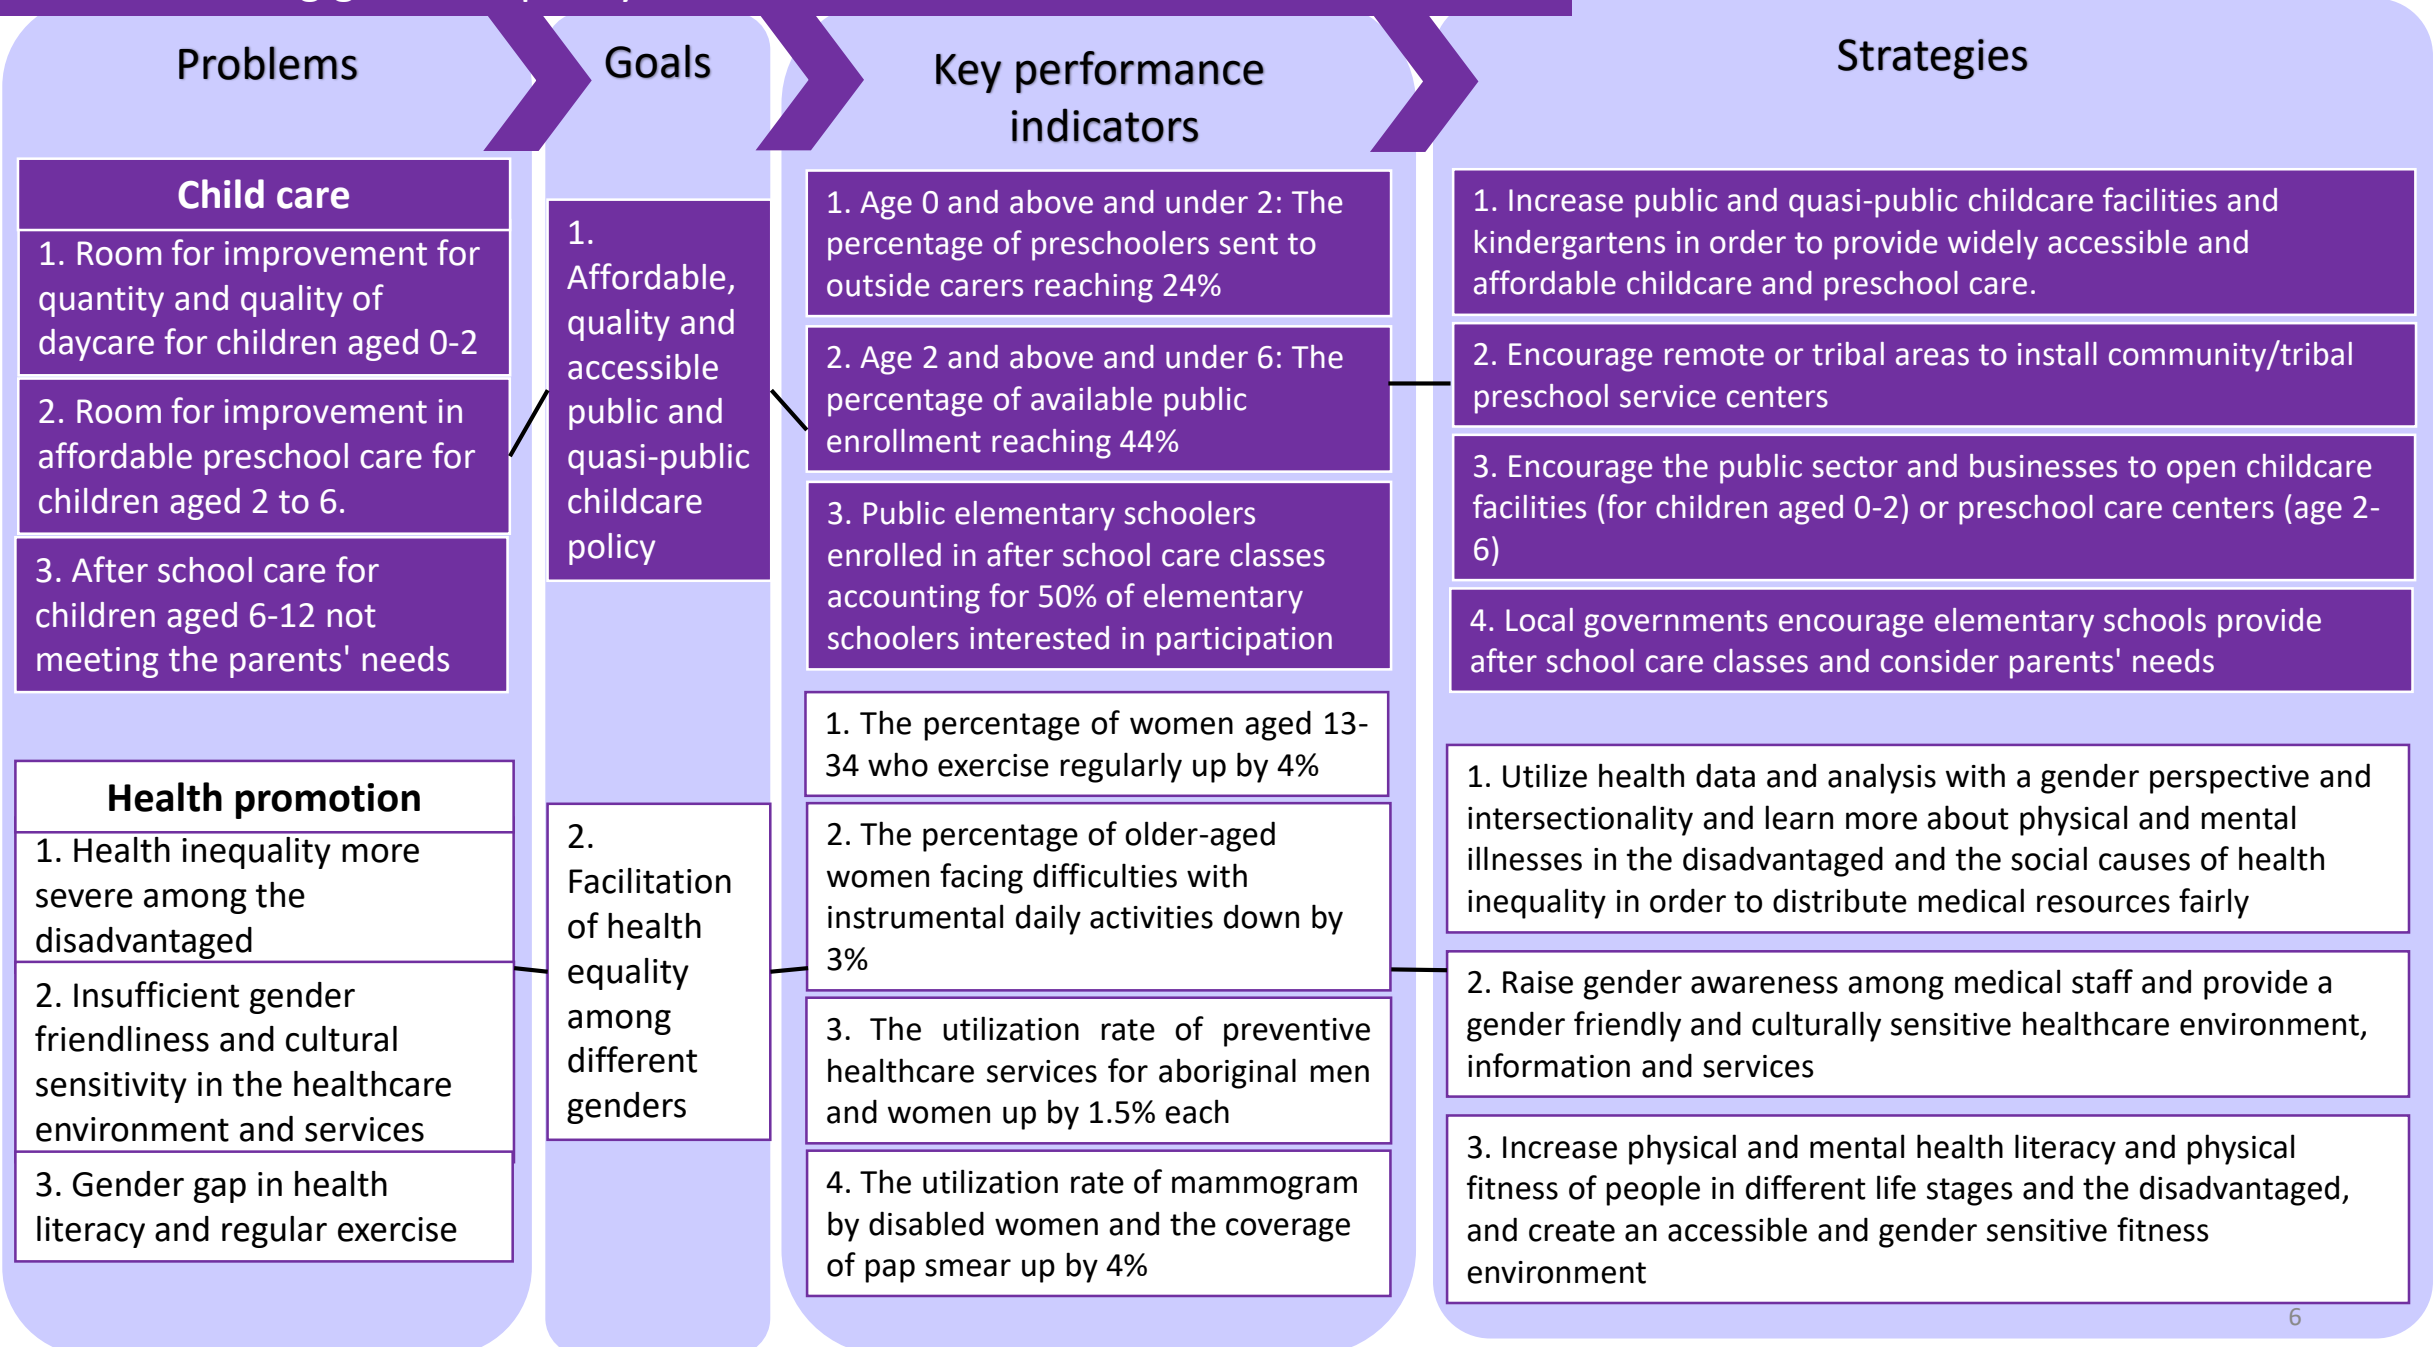 Problems
Goals
Key performance
indicators
Strategies
Child care
1. Room for improvement for
quantity and quality of
daycare for children aged 0-2
2. Room for improvement in
affordable preschool care for
children aged 2 to 6.
3. After school care for
children aged 6-12 not
meeting the parents' needs
1.
Affordable,
quality and
accessible
public and
quasi-public
childcare
policy
1. Age 0 and above and under 2: The
percentage of preschoolers sent to
outside carers reaching 24%
2. Age 2 and above and under 6: The
percentage of available public
enrollment reaching 44%
3. Public elementary schoolers
enrolled in after school care classes
accounting for 50% of elementary
schoolers interested in participation
1. Increase public and quasi-public childcare facilities and
kindergartens in order to provide widely accessible and
affordable childcare and preschool care.
2. Encourage remote or tribal areas to install community/tribal
preschool service centers
3. Encourage the public sector and businesses to open childcare
facilities (for children aged 0-2) or preschool care centers (age 2-
6)
4. Local governments encourage elementary schools provide
after school care classes and consider parents' needs
Health promotion
1. Health inequality more
severe among the
disadvantaged
2. Insufficient gender
friendliness and cultural
sensitivity in the healthcare
environment and services
3. Gender gap in health
literacy and regular exercise
2.
Facilitation
of health
equality
among
different
genders
1. The percentage of women aged 13-
34 who exercise regularly up by 4%
2. The percentage of older-aged
women facing difficulties with
instrumental daily activities down by
3%
3. The utilization rate of preventive
healthcare services for aboriginal men
and women up by 1.5% each
4. The utilization rate of mammogram
by disabled women and the coverage
of pap smear up by 4%
1. Utilize health data and analysis with a gender perspective and
intersectionality and learn more about physical and mental
illnesses in the disadvantaged and the social causes of health
inequality in order to distribute medical resources fairly
2. Raise gender awareness among medical staff and provide a
gender friendly and culturally sensitive healthcare environment,
information and services
3. Increase physical and mental health literacy and physical
fitness of people in different life stages and the disadvantaged,
and create an accessible and gender sensitive fitness
environment
6